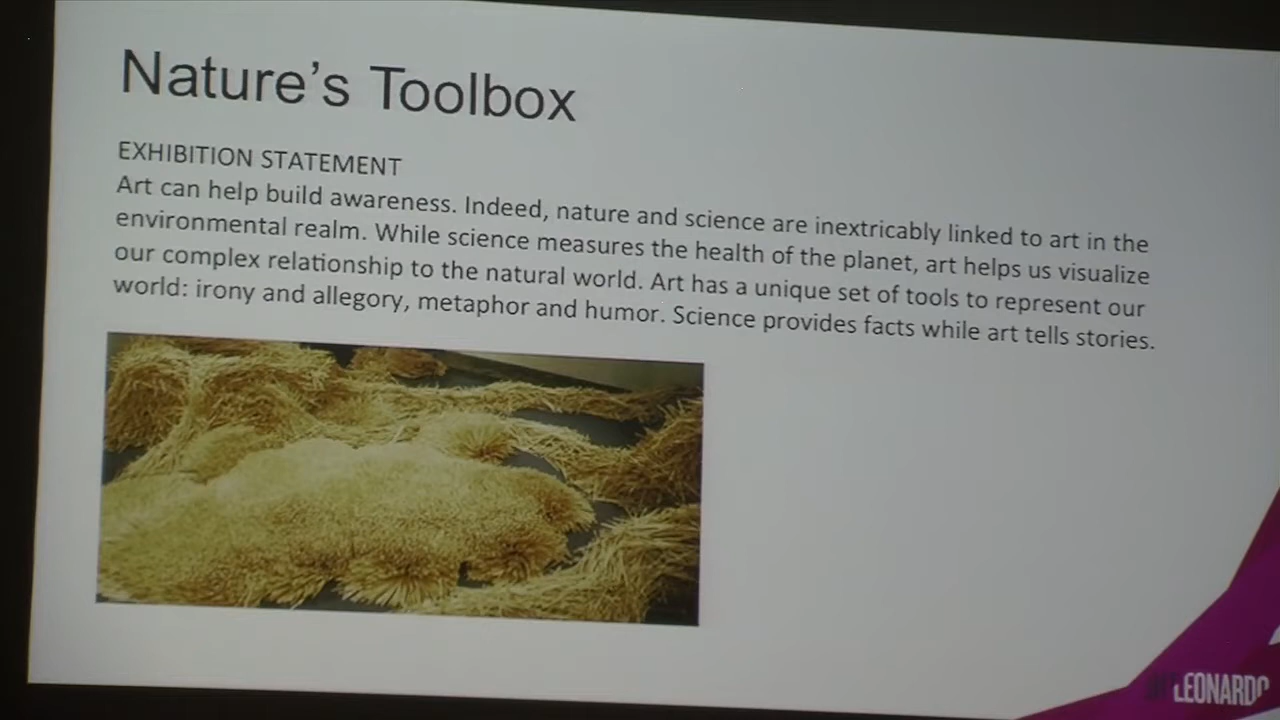 Nature's Toolbox
EXHIBITION STATEMENT
Art can help build awareness. Indeed, nature and science are inextricably linked to art in the
environmental realm. While science measures the health of the planet, art helps us visualize
our complex relationship to the natural world. Art has a unique set of tools to represent our
world: irony and allegory, metaphor and humor. Science provides facts while art tells stories.
LEONARDO